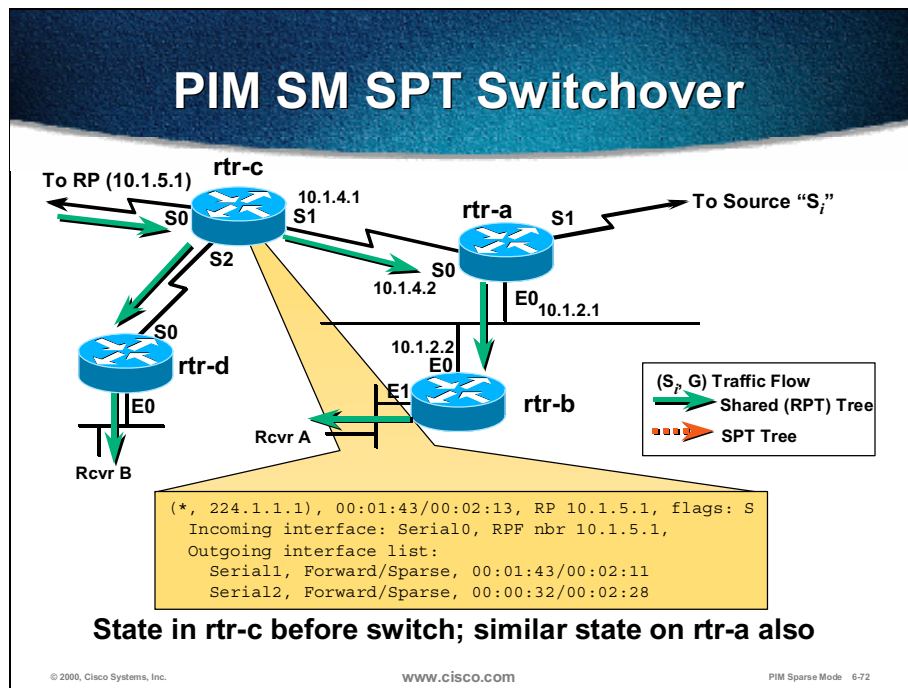 PIM SM SPT Switchover
To RP (10.1.5.1)
rtr-c
10.1.4.1
S0
S1
S2
rtr-a
S1
To Source "Si"
S0
10.1.4.2
E0
10.1.2.1
S0
rtr-d
E0
Rcvr B
10.1.2.2
E0
E1
rtr-b
Rcvr A
(Si, G) Traffic Flow
Shared (RPT) Tree
SPT Tree
(*, 224.1.1.1), 00:01:43/00:02:13, RP 10.1.5.1, flags: S
Incoming interface: Serial0, RPF nbr 10.1.5.1,
Outgoing interface list:
Serial1, Forward/Sparse, 00:01:43/00:02:11
Serial2, Forward/Sparse, 00:00:32/00:02:28
State in rtr-c before switch; similar state on rtr-a also
© 2000, Cisco Systems, Inc.
www.cisco.com
PIM Sparse Mode 6-72